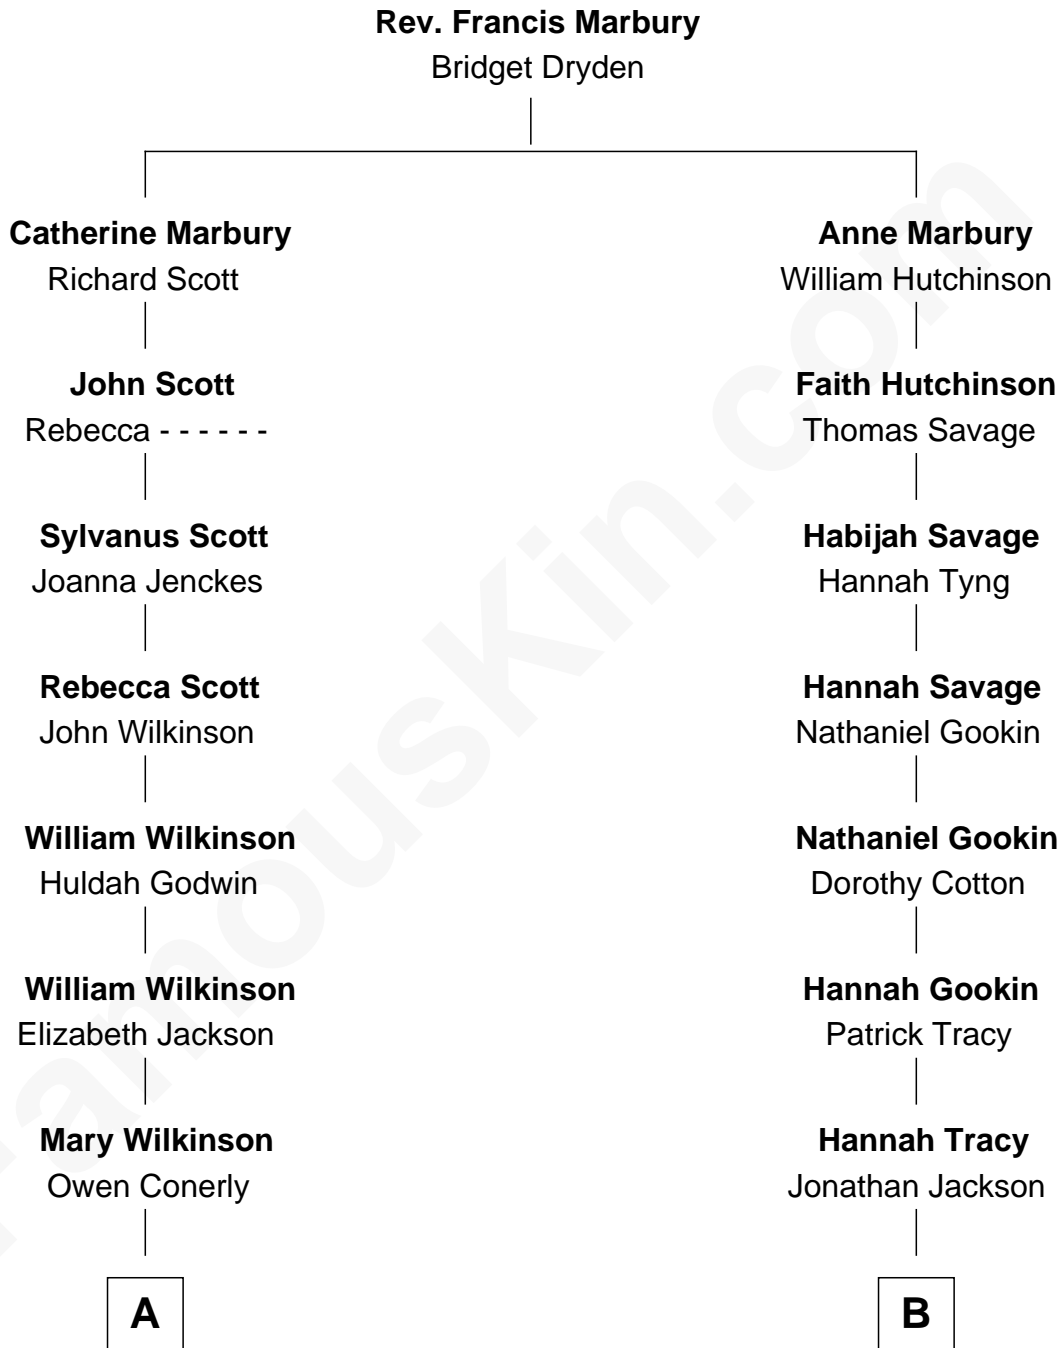 Rev. Francis Marbury
Bridget Dryden
Catherine Marbury
Richard Scott
Anne Marbury
William Hutchinson
John Scott
Rebecca - - - - - -
Faith Hutchinson
Thomas Savage
Sylvanus Scott
Joanna Jenckes
Habijah Savage
Hannah Tyng
Rebecca Scott
John Wilkinson
Hannah Savage
Nathaniel Gookin
William Wilkinson
Huldah Godwin
Nathaniel Gookin
Dorothy Cotton
William Wilkinson
Elizabeth Jackson
Hannah Gookin
Patrick Tracy
Mary Wilkinson
Owen Conerly
Hannah Tracy
Jonathan Jackson
A
B
FamousKin.com